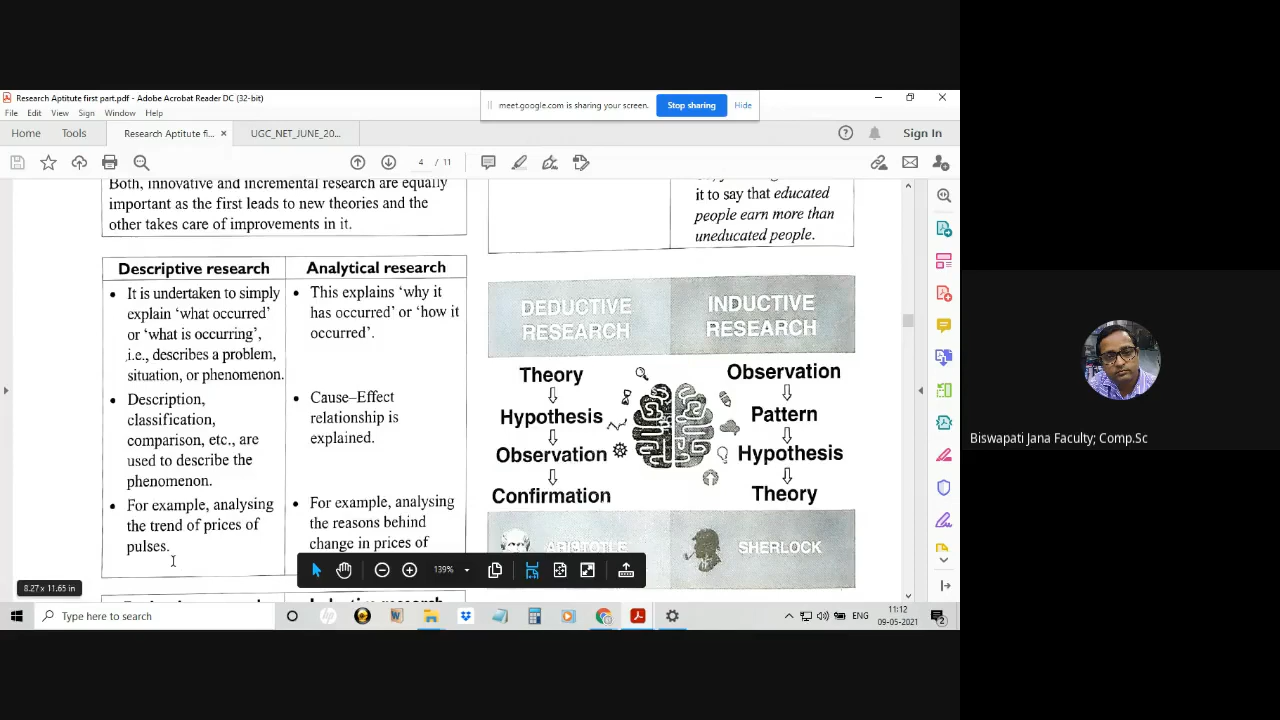 Research Aptitute first part.pdf - Adobe Acrobat Reader DC (32-bit)
File Edit View Sign Window Help
meet.google.com is sharing your screen. Stop sharing Hide
Home Tools Research Aptitute fi... × UGC_NET_JUNE_20... Sign In
4 / 11
Both, innovative and incremental research are equally
important as the first leads to new theories and the
other takes care of improvements in it.
Descriptive research
• It is undertaken to simply
explain ‘what occurred’
or ‘what is occurring’,
i.e., describes a problem,
situation, or phenomenon.
• Description,
classification,
comparison, etc., are
used to describe the
phenomenon.
• For example, analysing
the trend of prices of
pulses.
Analytical research
• This explains ‘why it
has occurred’ or ‘how it
occurred’.
• Cause–Effect
relationship is
explained.
• For example, analysing
the reasons behind
change in prices of
it to say that educated
people earn more than
uneducated people.
DEDUCTIVE
RESEARCH
Theory
Hypothesis
Observation
Confirmation
ARISTOTLE
INDUCTIVE
RESEARCH
Observation
Pattern
Hypothesis
Theory
SHERLOCK
139%
8.27 x 11.65 in
Type here to search
ENG
11:12
09-05-2021
2
Biswapati Jana Faculty; Comp.Sc